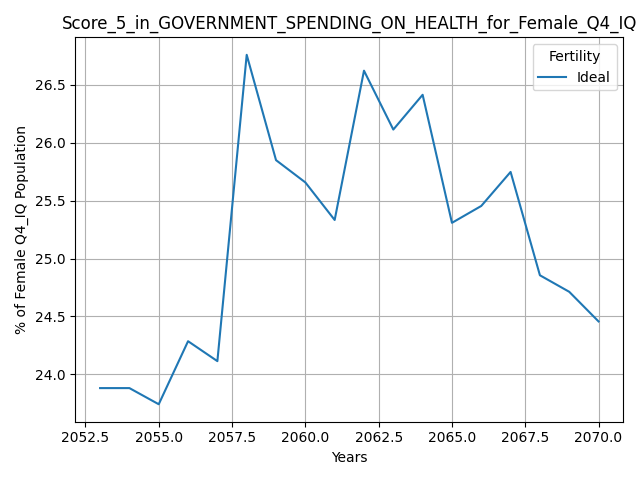 Score_5_in_GOVERNMENT_SPENDING_ON_HEALTH_for_Female_Q4_IQ
Fertility
Ideal
% of Female Q4_IQ Population
26.5
26.0
25.5
25.0
24.5
24.0
2052.5 2055.0 2057.5 2060.0 2062.5 2065.0 2067.5 2070.0
Years